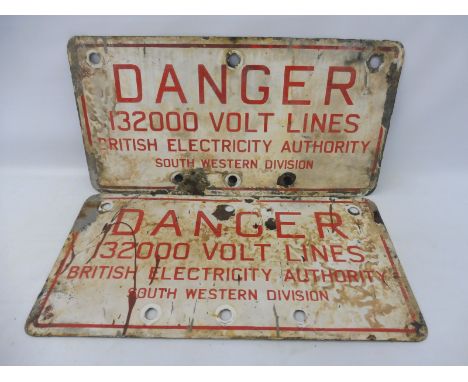 DANGER
132000 VOLT LINES
BRITISH ELECTRICITY AUTHORITY
SOUTH WESTERN DIVISION
DANGER
132000 VOLT LINES
BRITISH ELECTRICITY AUTHORITY
SOUTH WESTERN DIVISION